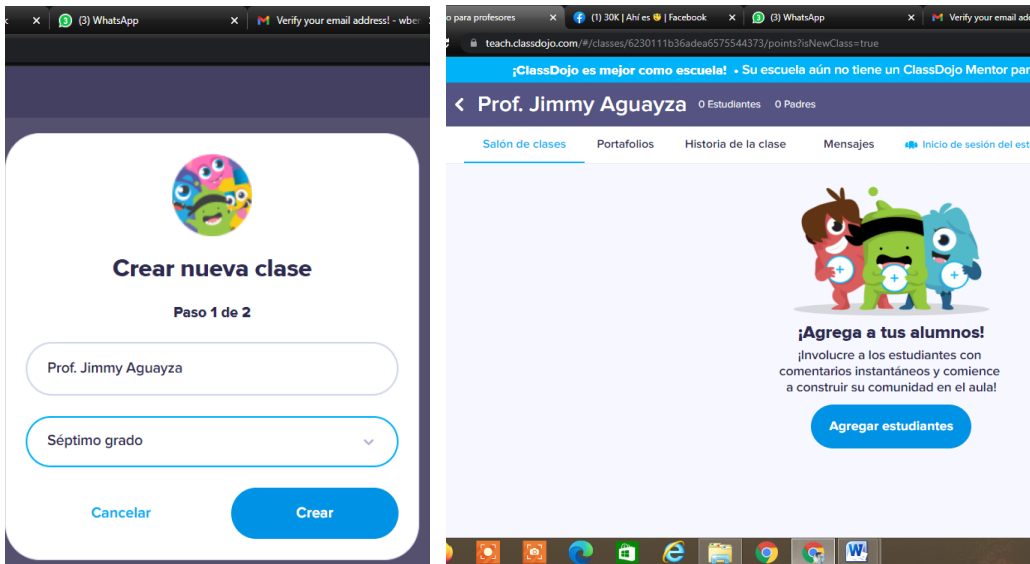 (3) WhatsApp
Verify your email address! - wber
Crear nueva clase
Paso 1 de 2
Prof. Jimmy Aguayza
Séptimo grado
Cancelar
Crear
o para profesores
(1) 30K | Ahí es | Facebook
(3) WhatsApp
Verify your email add
teach.classdojo.com/#/classes/6230111b36adea6575544373/points?isNewClass=true
¡ClassDojo es mejor como escuela! • Su escuela aún no tiene un ClassDojo Mentor par
Prof. Jimmy Aguayza 0 Estudiantes 0 Padres
Salón de clases Portafolios Historia de la clase Mensajes Inicio de sesión del est
¡Agrega a tus alumnos!
¡Involucre a los estudiantes con
comentarios instantáneos y comience
a construir su comunidad en el aula!
Agregar estudiantes